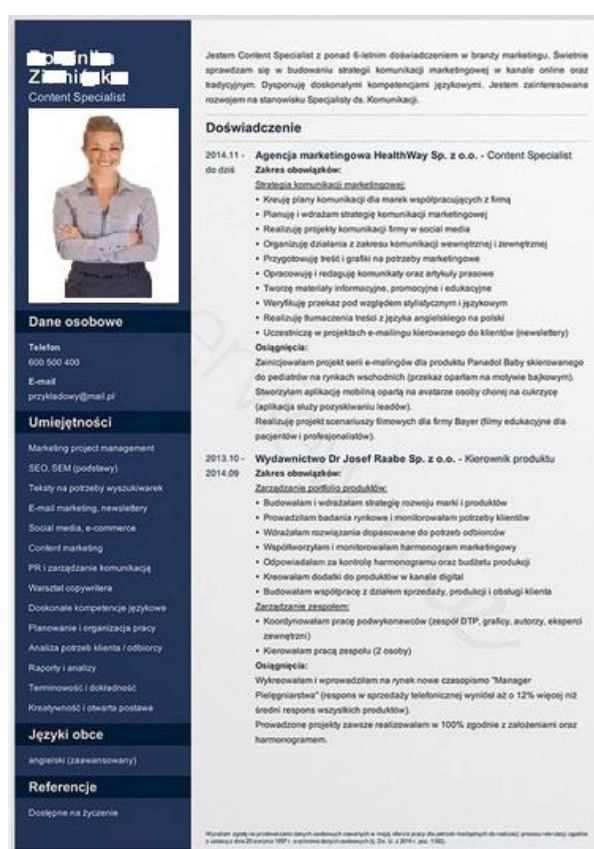 Content Specialist
Dane osobowe
Telefon
600 500 400
E-mail
przykladowy@mail.pl
Umiejętności
Marketing project management
SEO, SEM (podstawy)
Teksty na potrzeby wyszukiwarek
E-mail marketing, newslettery
Social media, e-commerce
Content marketing
PR i zarządzanie komunikacją
Warsztat copywritera
Doskonałe kompetencje językowe
Planowanie i organizacja pracy
Analiza potrzeb klienta / odbiorcy
Raporty i analizy
Terminowość i dokładność
Kreatywność i otwarta postawa
Języki obce
angielski (zaawansowany)
Referencje
Dostępne na życzenie
Jestem Content Specialist z ponad 6-letnim doświadczeniem w branży marketingu. Świetnie
sprawdzam się w budowaniu strategii komunikacji marketingowej w kanale online oraz
tradycyjnym. Dysponuję doskonałymi kompetencjami językowymi. Jestem zainteresowana
rozwojem na stanowisku Specjalisty ds. Komunikacji.
Doświadczenie
2014.11 - Agencja marketingowa HealthWay Sp. z o.o. - Content Specialist
do dziś Zakres obowiązków:
Strategia komunikacji marketingowej:
• Kreuję plany komunikacji dla marek współpracujących z firmą
• Planuję i wdrażam strategię komunikacji marketingowej
• Realizuję projekty komunikacji firmy w social media
• Organizuję działania z zakresu komunikacji wewnętrznej i zewnętrznej
• Przygotowuję treść i grafiki na potrzeby marketingowe
• Opracowuję i redaguję komunikaty oraz artykuły prasowe
• Tworzę materiały informacyjne, promocyjne i edukacyjne
• Weryfikuję przekaz pod względem stylistycznym i językowym
• Realizuję tłumaczenia treści z języka angielskiego na polski
• Uczestniczę w projektach e-mailingu kierowanego do klientów (newslettery)
Osiągnięcia:
Zainicjowałam projekt serii e-mailingów dla produktu Panadol Baby skierowanego
do pediatrów na rynkach wschodnich (przekaz oparłam na motywie bajkowym).
Stworzyłam aplikację mobilną opartą na avatarze osoby chorej na cukrzycę
(aplikacja służy pozyskiwaniu leadów).
Realizuję projekt scenariuszy filmowych dla firmy Bayer (filmy edukacyjne dla
pacjentów i profesjonalistów).
2013.10 - Wydawnictwo Dr Josef Raabe Sp. z o.o. - Kierownik produktu
2014.09 Zakres obowiązków:
Zarządzanie portfolio produktów:
• Budowałam i wdrażałam strategię rozwoju marki i produktów
• Prowadziłam badania rynkowe i monitorowałam potrzeby klientów
• Wdrażałam rozwiązania dopasowane do potrzeb odbiorców
• Współtworzyłam i monitorowałam harmonogram marketingowy
• Odpowiadałam za kontrolę harmonogramu oraz budżetu produkcji
• Kreowałam dodatki do produktów w kanale digital
• Budowałam współpracę z działem sprzedaży, produkcji i obsługi klienta
Zarządzanie zespołem:
• Koordynowałam pracę podwykonawców (zespół DTP, graficy, autorzy, eksperci
zewnętrzni)
• Kierowałam pracą zespołu (2 osoby)
Osiągnięcia:
Wykreowałam i wprowadziłam na rynek nowe czasopismo "Manager
Pielęgniarstwa" (respons w sprzedaży telefonicznej wyniósł aż o 12% więcej niż
średni respons wszystkich produktów).
Prowadzone projekty zawsze realizowałam w 100% zgodnie z założeniami oraz
harmonogramem.